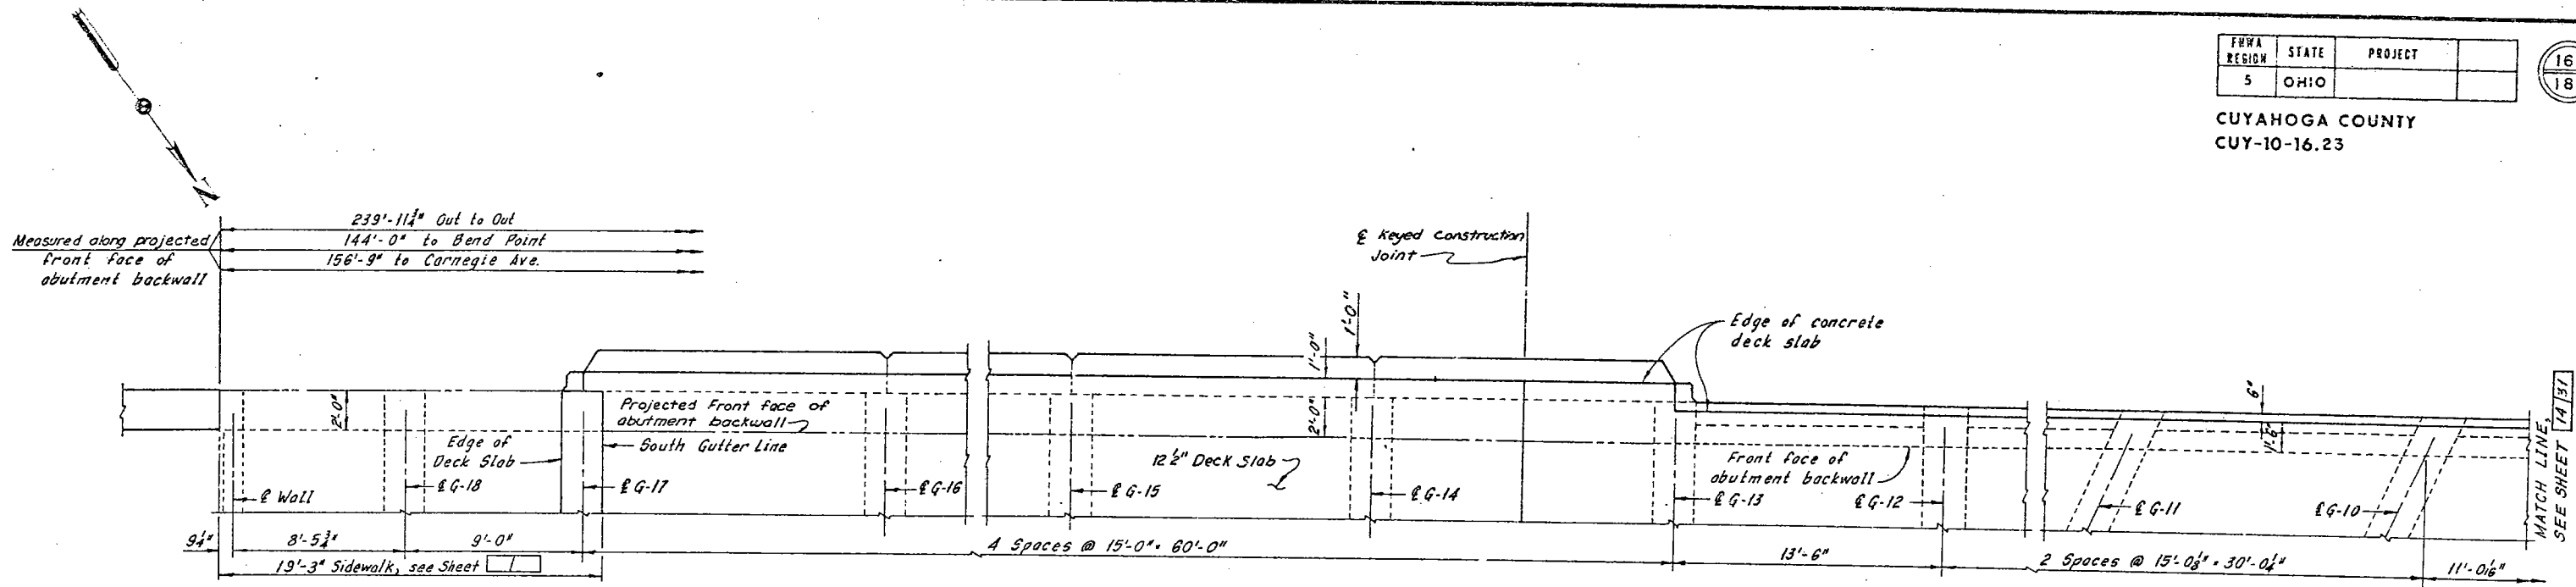 FHWA REGION STATE PROJECT
5 OHIO
16
18
CUYAHOGA COUNTY
CUY-10-16.23
N
Measured along projected
front face of
abutment backwall
239'-11¾" Out to Out
144'-0" to Bend Point
156'-9" to Carnegie Ave.
℄ Keyed Construction
Joint
1'-0"
1'-0"
2'-0"
2'-0"
Edge of concrete
deck slab
6"
1'-6"
Projected Front face of
abutment backwall
South Gutter Line
Edge of
Deck Slab
12½" Deck Slab
Front face of
abutment backwall
℄ Wall
℄ G-18
℄ G-17
℄ G-16
℄ G-15
℄ G-14
℄ G-13
℄ G-12
℄ G-11
℄ G-10
MATCH LINE,
SEE SHEET 14 31
9¼"
8'-5¾"
9'-0"
4 Spaces @ 15'-0" = 60'-0"
13'-6"
2 Spaces @ 15'-0⅛" = 30'-0¼"
11'-0 1/16"
19'-3" Sidewalk, see Sheet